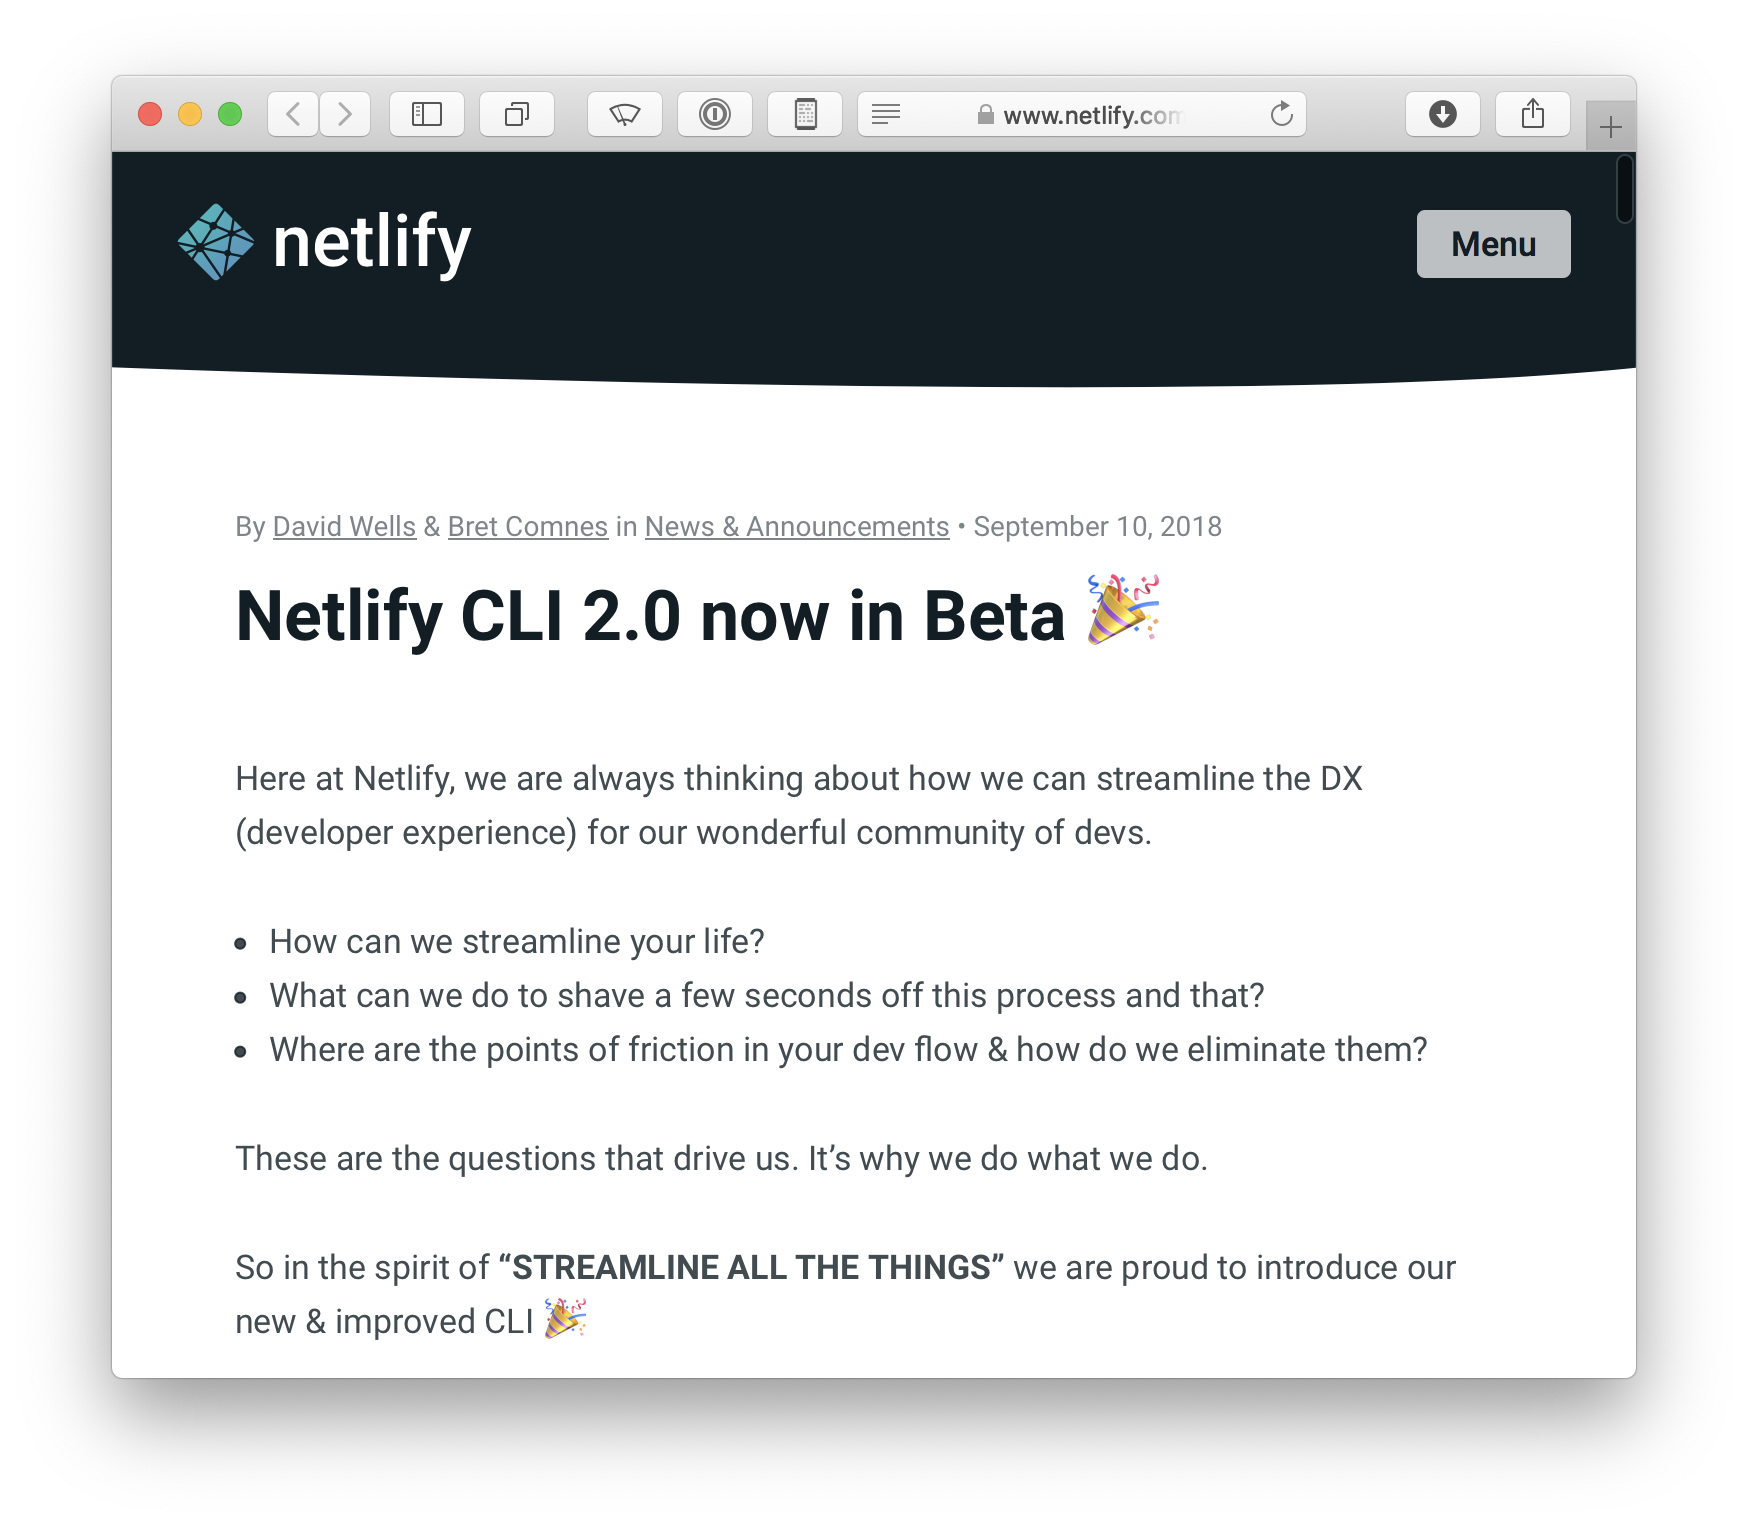 www.netlify.com
netlify
Menu
By David Wells & Bret Comnes in News & Announcements • September 10, 2018
Netlify CLI 2.0 now in Beta 🎉
Here at Netlify, we are always thinking about how we can streamline the DX
(developer experience) for our wonderful community of devs.
• How can we streamline your life?
• What can we do to shave a few seconds off this process and that?
• Where are the points of friction in your dev flow & how do we eliminate them?
These are the questions that drive us. It’s why we do what we do.
So in the spirit of “STREAMLINE ALL THE THINGS” we are proud to introduce our
new & improved CLI 🎉